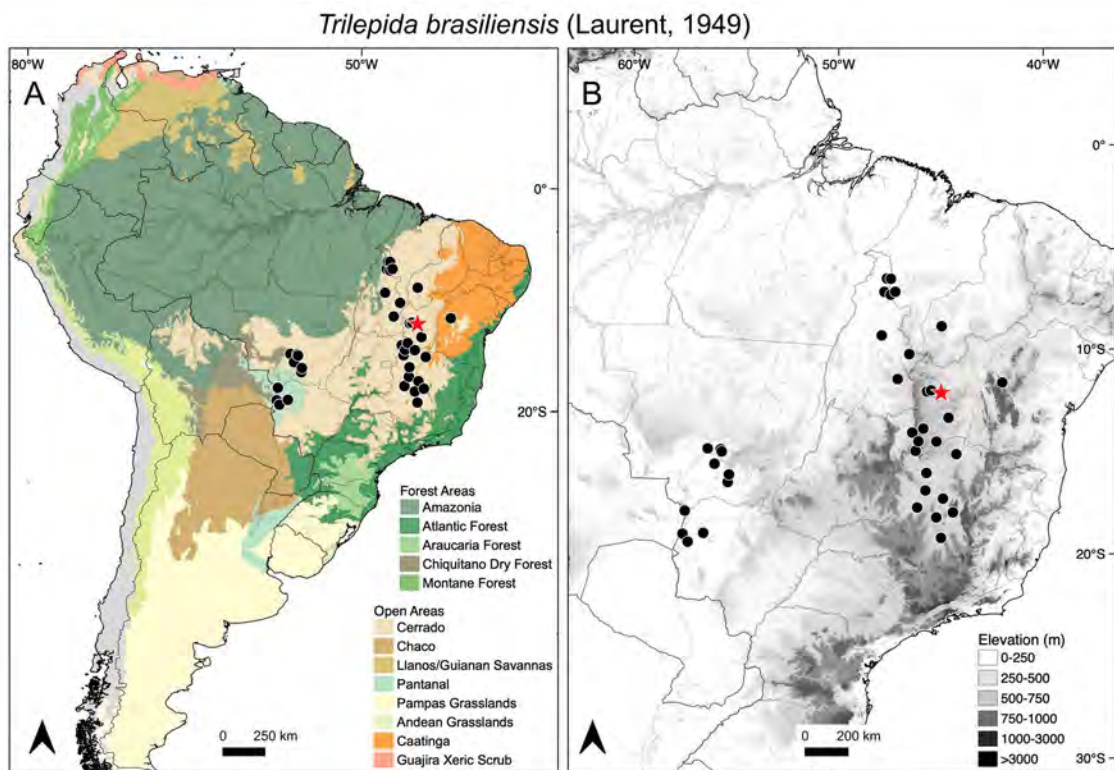 Trilepida brasiliensis (Laurent, 1949)
A
80°W
50°W
0°
20°S
Forest Areas
Amazonia
Atlantic Forest
Araucaria Forest
Chiquitano Dry Forest
Montane Forest
Open Areas
Cerrado
Chaco
Llanos/Guianan Savannas
Pantanal
Pampas Grasslands
Andean Grasslands
Caatinga
Guajira Xeric Scrub
0 250 km
B
60°W
50°W
40°W
0°
10°S
20°S
30°S
Elevation (m)
0-250
250-500
500-750
750-1000
1000-3000
>3000
0 200 km